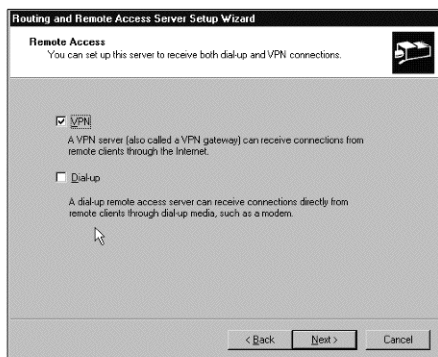 Routing and Remote Access Server Setup Wizard
Remote Access
You can set up this server to receive both dial-up and VPN connections.
VPN
A VPN server (also called a VPN gateway) can receive connections from
remote clients through the Internet.
Dial-up
A dial-up remote access server can receive connections directly from
remote clients through dial-up media, such as a modem.
< Back
Next >
Cancel